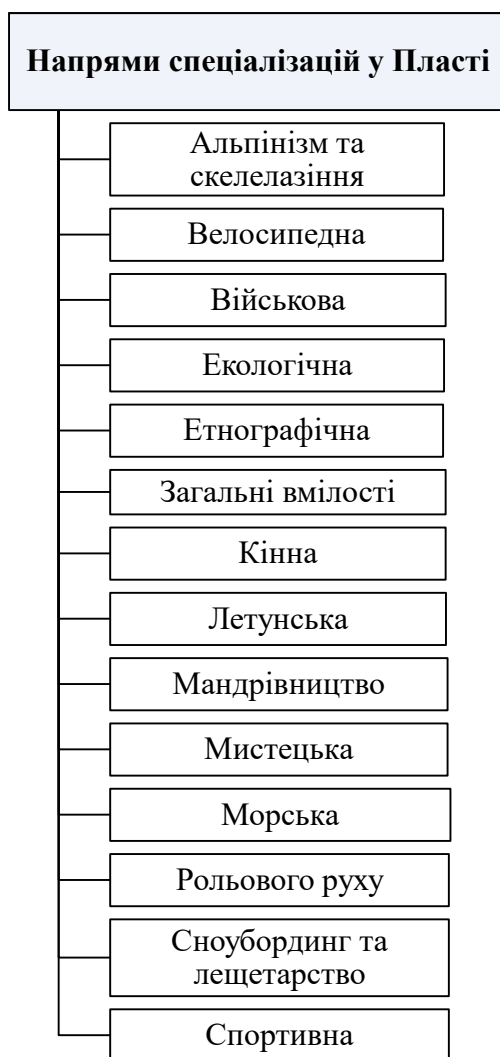 Напрями спеціалізацій у Пласті
Альпінізм та
скелелазіння
Велосипедна
Військова
Екологічна
Етнографічна
Загальні вмілості
Кінна
Летунська
Мандрівництво
Мистецька
Морська
Рольового руху
Сноубординг та
лещетарство
Спортивна